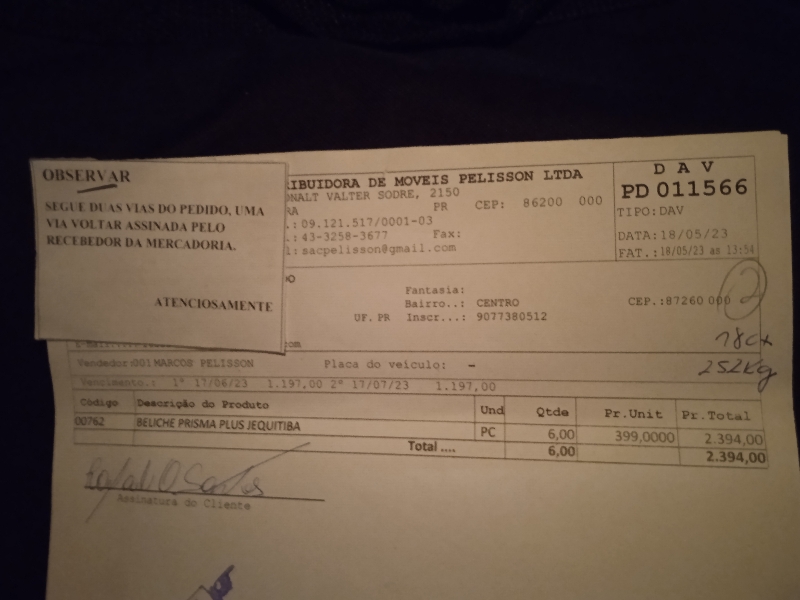 OBSERVAR
SEGUE DUAS VIAS DO PEDIDO, UMA
VIA VOLTAR ASSINADA PELO
RECEBEDOR DA MERCADORIA.
ATENCIOSAMENTE
RIBUIDORA DE MOVEIS PELISSON LTDA
ONALT VALTER SODRE, 2150
RA PR CEP: 86200 000
.:09.121.517/0001-03
.: 43-3258-3677 Fax:
l: sacpelisson@gmail.com
D A V
PD 011566
TIPO:DAV
DATA:18/05/23
FAT.:18/05/23 as 13:54
2
Fantasia:
Bairro..: CENTRO CEP.:87260 000
UF. PR Inscr...: 9077380512
18cx
252Kg
E-mail: com
Vendedor:001 MARCOS PELISSON Placa do veículo: -
Vencimento.: 1ª 17/06/23 1.197,00 2ª 17/07/23 1.197,00
Código Descrição do Produto Und Qtde Pr.Unit Pr.Total
00762 BELICHE PRISMA PLUS JEQUITIBA PC 6,00 399,0000 2.394,00
Total .... 6,00 2.394,00
Assinatura do Cliente